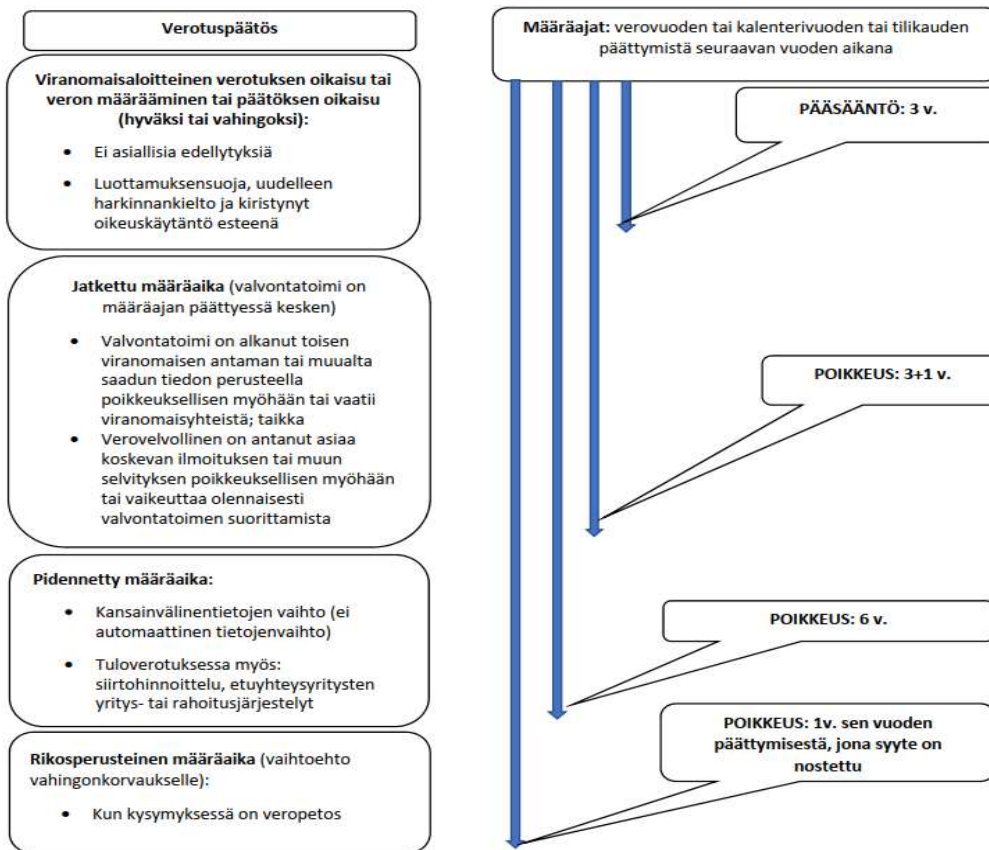 Verotuspäätös
Viranomaisaloitteinen verotuksen oikaisu tai
veron määrääminen tai päätöksen oikaisu
(hyväksi tai vahingoksi):
• Ei asiallisia edellytyksiä
• Luottamuksensuoja, uudelleen
harkinnankielto ja kiristynyt
oikeuskäytäntö esteenä
Jatkettu määräaika (valvontatoimi on
määräajan päättyessä kesken)
• Valvontatoimi on alkanut toisen
viranomaisen antaman tai muualta
saadun tiedon perusteella
poikkeuksellisen myöhään tai vaatii
viranomaisyhteistä; taikka
• Verovelvollinen on antanut asiaa
koskevan ilmoituksen tai muun
selvityksen poikkeuksellisen myöhään
tai vaikeuttaa olennaisesti
valvontatoimen suorittamista
Pidennetty määräaika:
• Kansainvälinentietojen vaihto (ei
automaattinen tietojenvaihto)
• Tuloverotuksessa myös:
siirtohinnoittelu, etuyhteysyritysten
yritys- tai rahoitusjärjestelyt
Rikosperusteinen määräaika (vaihtoehto
vahingonkorvaukselle):
• Kun kysymyksessä on veropetos
Määräajat: verovuoden tai kalenterivuoden tai tilikauden
päättymistä seuraavan vuoden aikana
PÄÄSÄÄNTÖ: 3 v.
POIKKEUS: 3+1 v.
POIKKEUS: 6 v.
POIKKEUS: 1v. sen vuoden
päättymisestä, jona syyte on
nostettu